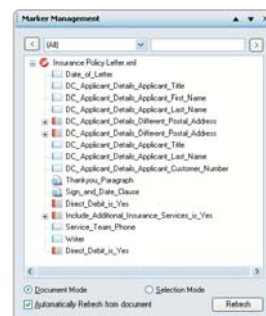 Marker Management
(All)
Insurance Policy Letter.xml
Date_of_Letter
DC_Applicant_Details_Applicant_Title
DC_Applicant_Details_Applicant_First_Name
DC_Applicant_Details_Applicant_Last_Name
DC_Applicant_Details_Different_Postal_Address
DC_Applicant_Details_Different_Postal_Address
DC_Applicant_Details_Applicant_Title
DC_Applicant_Details_Applicant_Last_Name
DC_Applicant_Details_Applicant_Customer_Number
Thankyou_Paragraph
Sign_and_Date_Clause
Direct_Debit_is_Yes
Include_Additional_Insurance_Services_is_Yes
Service_Team_Phone
Writer
Direct_Debit_is_Yes
Document Mode
Selection Mode
Automatically Refresh from document
Refresh